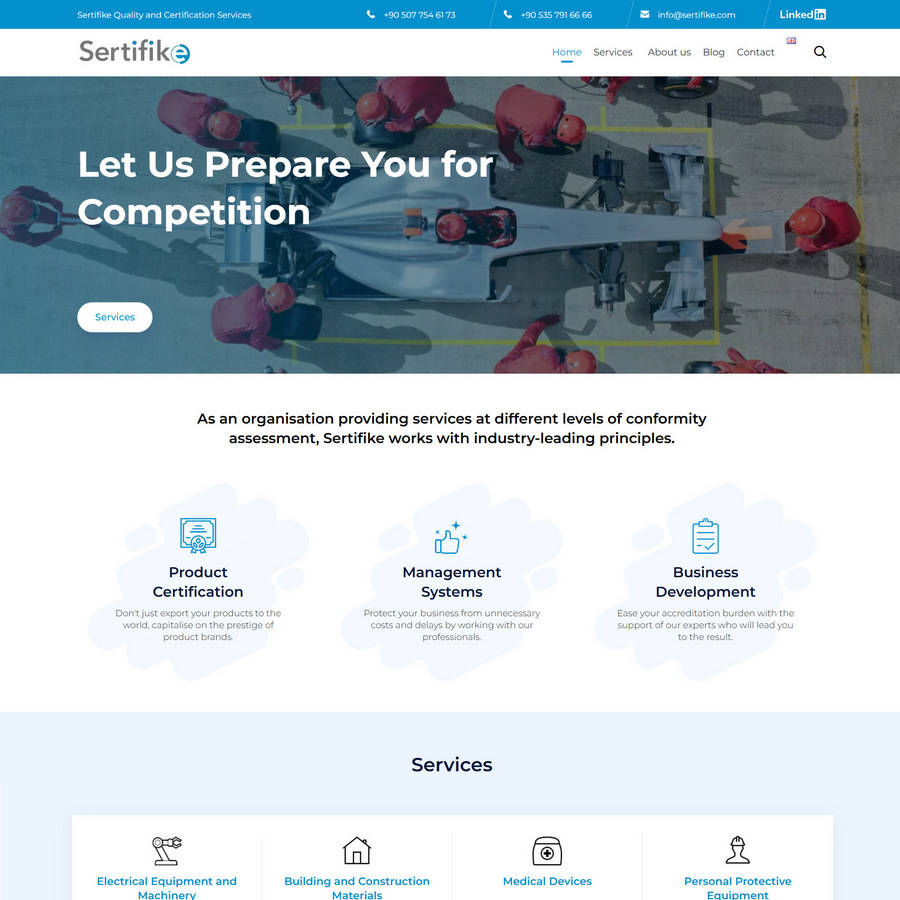 Sertifike Quality and Certification Services
+90 507 754 61 73
+90 535 791 66 66
info@sertifike.com
Linkedin
Sertifike
Home
Services
About us
Blog
Contact
Let Us Prepare You for
Competition
Services
As an organisation providing services at different levels of conformity
assessment, Sertifike works with industry-leading principles.
Product
Certification
Don't just export your products to the
world, capitalise on the prestige of
product brands.
Management
Systems
Protect your business from unnecessary
costs and delays by working with our
professionals.
Business
Development
Ease your accreditation burden with the
support of our experts who will lead you
to the result.
Services
Electrical Equipment and
Machinery
Building and Construction
Materials
Medical Devices
Personal Protective
Equipment